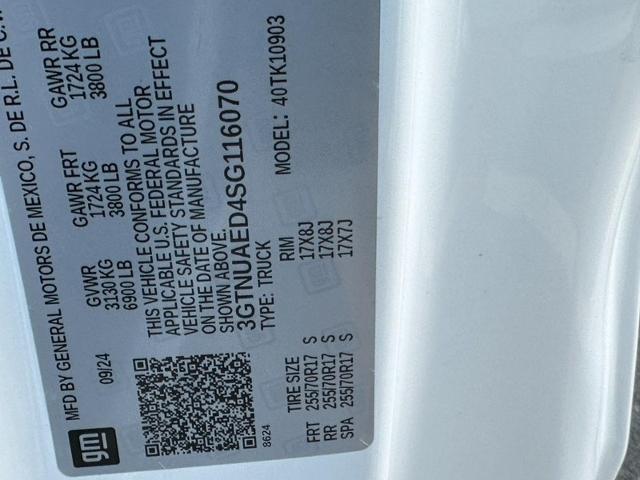 gm
MFD BY GENERAL MOTORS DE MEXICO, S. DE R.L. DE C.V.
09/24
GVWR GAWR FRT GAWR RR
3130 KG 1724 KG 1724 KG
6900 LB 3800 LB 3800 LB
THIS VEHICLE CONFORMS TO ALL
APPLICABLE U.S. FEDERAL MOTOR
VEHICLE SAFETY STANDARDS IN EFFECT
ON THE DATE OF MANUFACTURE
SHOWN ABOVE.
3GTNUAED4SG116070
TYPE: TRUCK MODEL: 40TK10903
8624
TIRE SIZE RIM
FRT 255/70R17 S 17X8J
RR 255/70R17 S 17X8J
SPA 255/70R17 S 17X7J